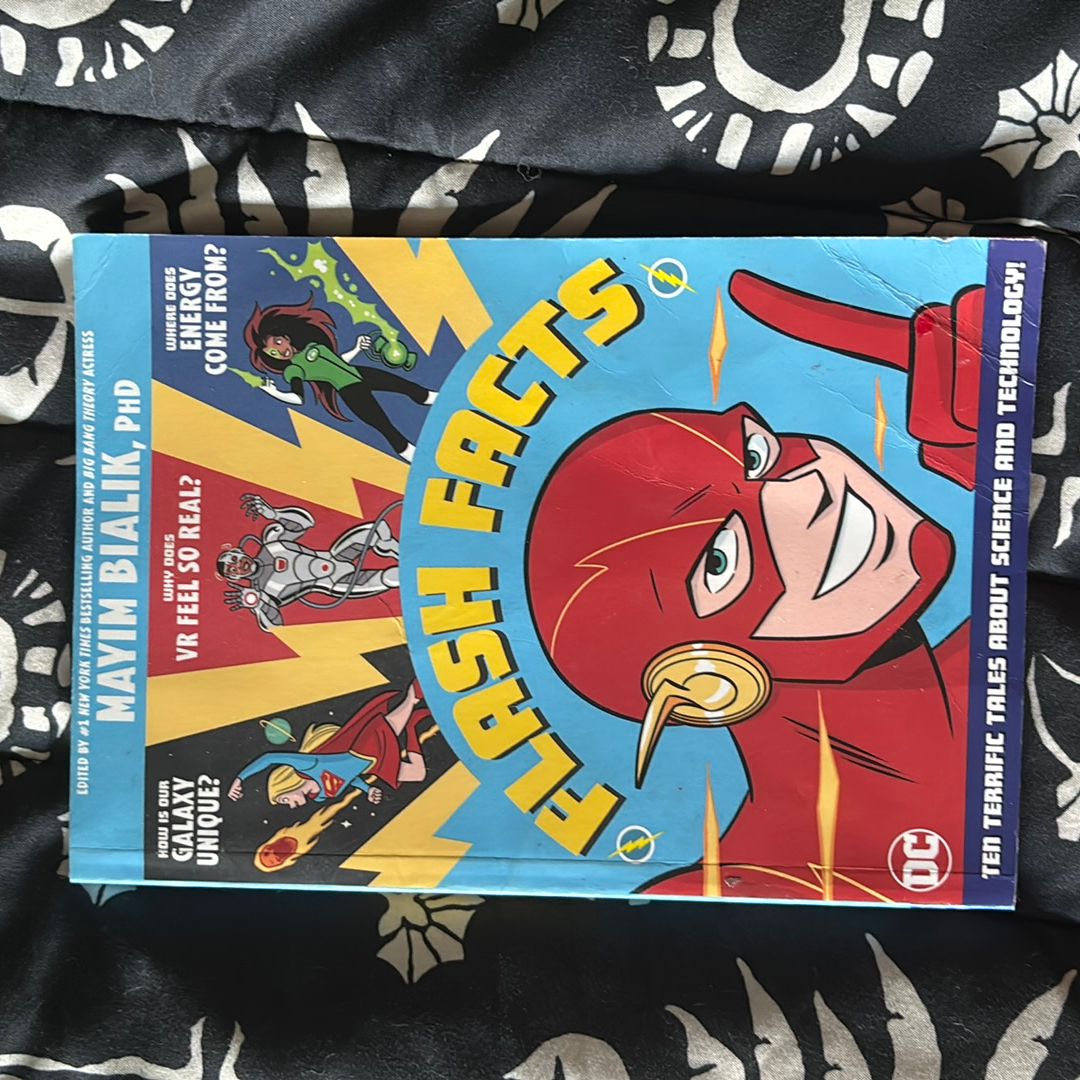 EDITED BY #1 NEW YORK TIMES BESTSELLING AUTHOR AND BIG BANG THEORY ACTRESS
MAYIM BIALIK, PHD
HOW IS OUR
GALAXY
UNIQUE?
WHY DOES
VR FEEL SO REAL?
WHERE DOES
ENERGY
COME FROM?
FLASH FACTS
DC
TEN TERRIFIC TALES ABOUT SCIENCE AND TECHNOLOGY!